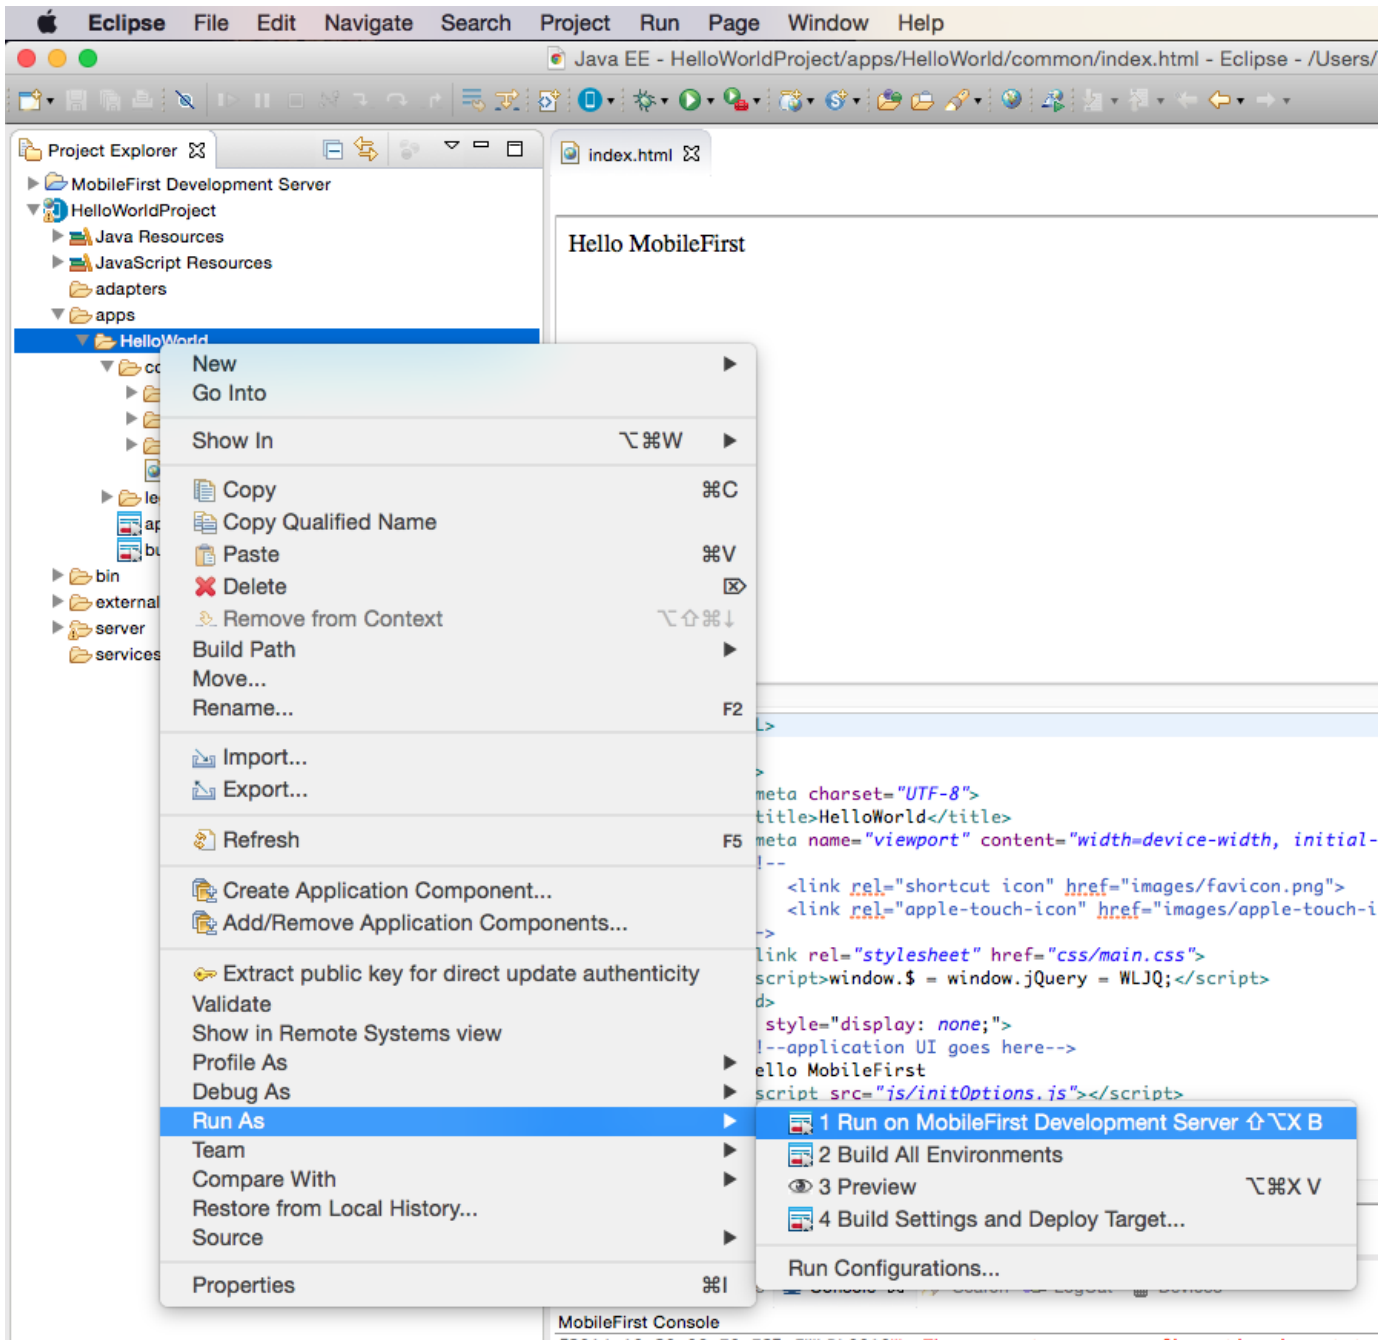 Eclipse File Edit Navigate Search Project Run Page Window Help
Java EE - HelloWorldProject/apps/HelloWorld/common/index.html - Eclipse - /Users/
Project Explorer
MobileFirst Development Server
HelloWorldProject
Java Resources
JavaScript Resources
adapters
apps
HelloWorld
co
le
ap
bu
bin
external
server
services
New
Go Into
Show In ⌥⌘W
Copy ⌘C
Copy Qualified Name
Paste ⌘V
Delete ⌦
Remove from Context ⌥⇧⌘↓
Build Path
Move...
Rename... F2
Import...
Export...
Refresh F5
Create Application Component...
Add/Remove Application Components...
Extract public key for direct update authenticity
Validate
Show in Remote Systems view
Profile As
Debug As
Run As
Team
Compare With
Restore from Local History...
Source
Properties ⌘I
1 Run on MobileFirst Development Server ⇧⌥X B
2 Build All Environments
3 Preview ⌥⌘X V
4 Build Settings and Deploy Target...
Run Configurations...
index.html
Hello MobileFirst
L>
>
meta charset="UTF-8">
title>HelloWorld</title>
meta name="viewport" content="width=device-width, initial-
!--
<link rel="shortcut icon" href="images/favicon.png">
<link rel="apple-touch-icon" href="images/apple-touch-i
->
link rel="stylesheet" href="css/main.css">
script>window.$ = window.jQuery = WLJQ;</script>
d>
style="display: none;">
!--application UI goes here-->
ello MobileFirst
script src="js/initOptions.js"></script>
Console Search LogCat Devices
MobileFirst Console